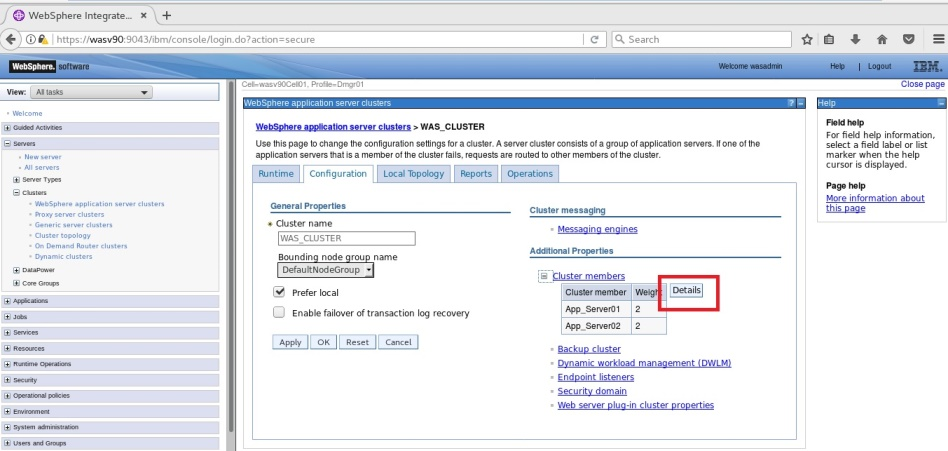 WebSphere Integrate...
https://wasv90:9043/ibm/console/login.do?action=secure
Search
WebSphere. software
Welcome wasadmin
Help | Logout
IBM.
View: All tasks
Welcome
Guided Activities
Servers
New server
All servers
Server Types
Clusters
WebSphere application server clusters
Proxy server clusters
Generic server clusters
Cluster topology
On Demand Router clusters
Dynamic clusters
DataPower
Core Groups
Applications
Jobs
Services
Resources
Runtime Operations
Security
Operational policies
Environment
System administration
Users and Groups
Cell=wasv90Cell01, Profile=Dmgr01
Close page
WebSphere application server clusters
?
WebSphere application server clusters > WAS_CLUSTER
Use this page to change the configuration settings for a cluster. A server cluster consists of a group of application servers. If one of the
application servers that is a member of the cluster fails, requests are routed to other members of the cluster.
Runtime
Configuration
Local Topology
Reports
Operations
General Properties
Cluster name
WAS_CLUSTER
Bounding node group name
DefaultNodeGroup
Prefer local
Enable failover of transaction log recovery
Apply
OK
Reset
Cancel
Cluster messaging
Messaging engines
Additional Properties
Cluster members
Cluster member Weight
Details
App_Server01 2
App_Server02 2
Backup cluster
Dynamic workload management (DWLM)
Endpoint listeners
Security domain
Web server plug-in cluster properties
Help
Field help
For field help information,
select a field label or list
marker when the help
cursor is displayed.
Page help
More information about
this page